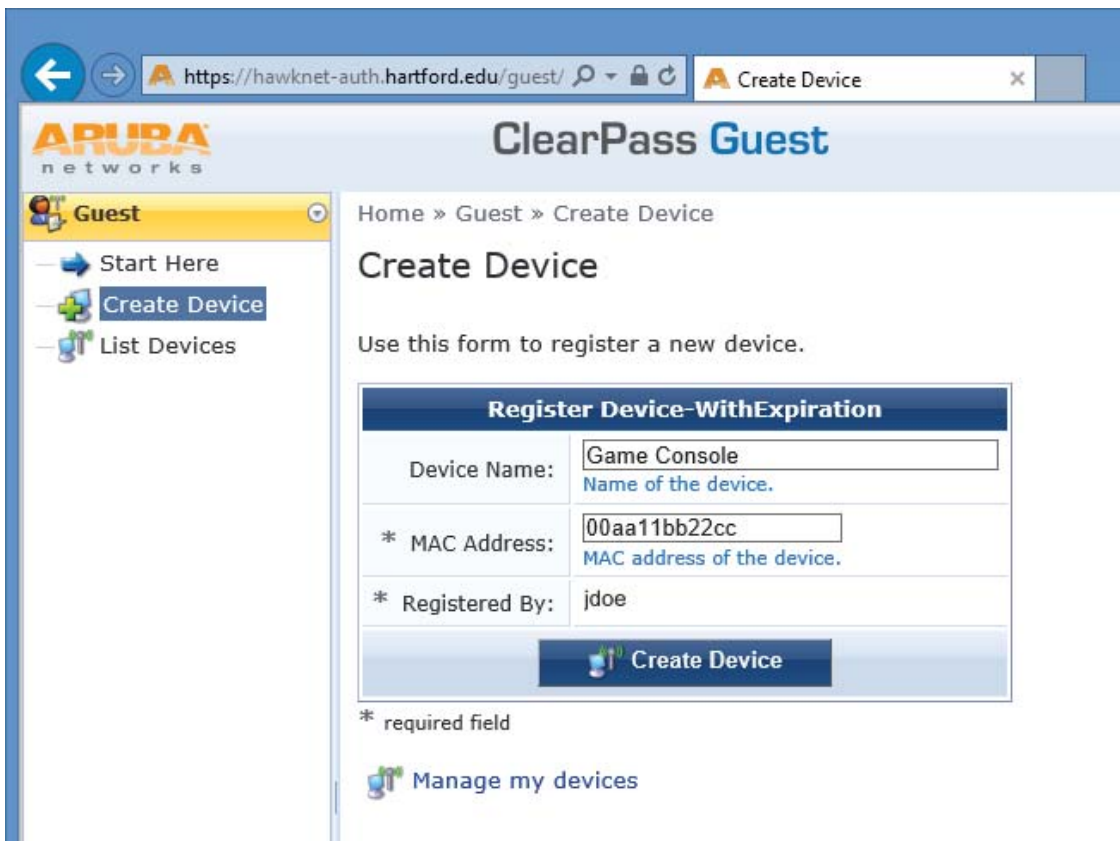 https://hawknet-auth.hartford.edu/guest/
Create Device
ARUBA
networks
ClearPass Guest
Guest
Start Here
Create Device
List Devices
Home » Guest » Create Device
Create Device
Use this form to register a new device.
Register Device-WithExpiration
Device Name: Game Console
Name of the device.
* MAC Address: 00aa11bb22cc
MAC address of the device.
* Registered By: jdoe
Create Device
* required field
Manage my devices